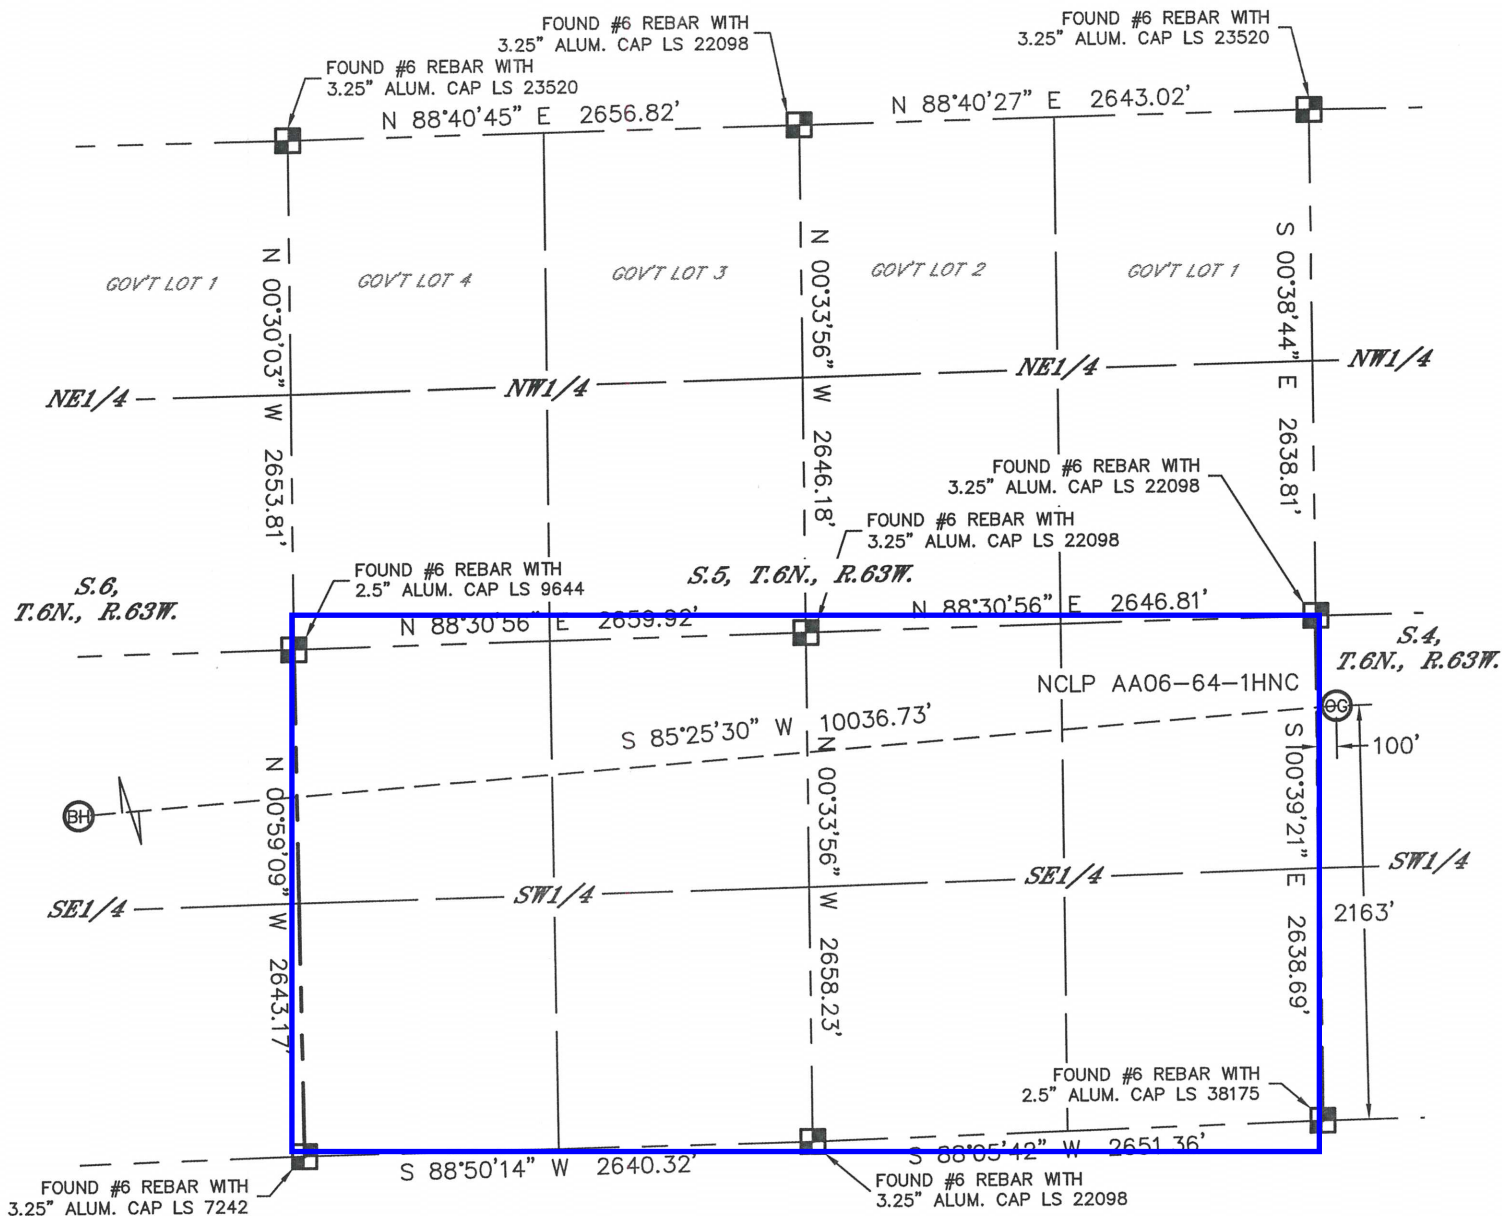 FOUND #6 REBAR WITH
3.25" ALUM. CAP LS 22098
FOUND #6 REBAR WITH
3.25" ALUM. CAP LS 23520
FOUND #6 REBAR WITH
3.25" ALUM. CAP LS 23520
N 88°40'45" E 2656.82'
N 88°40'27" E 2643.02'
GOV'T LOT 1
GOV'T LOT 4
GOV'T LOT 3
GOV'T LOT 2
GOV'T LOT 1
N 00°30'03" W 2653.81'
N 00°33'56" W 2646.18'
S 00°38'44" E 2638.81'
NE1/4
NW1/4
NE1/4
NW1/4
FOUND #6 REBAR WITH
3.25" ALUM. CAP LS 22098
FOUND #6 REBAR WITH
3.25" ALUM. CAP LS 22098
FOUND #6 REBAR WITH
2.5" ALUM. CAP LS 9644
S.6,
T.6N., R.63W.
S.5, T.6N., R.63W.
S.4,
T.6N., R.63W.
N 88°30'56" E 2659.92'
N 88°30'56" E 2646.81'
NCLP AA06-64-1HNC
OG
S 85°25'30" W 10036.73'
100'
BH
N 00°59'09" W 2643.17'
N 00°33'56" W 2658.23'
S 00°39'21" E 2638.69'
2163'
SE1/4
SW1/4
SE1/4
SW1/4
FOUND #6 REBAR WITH
2.5" ALUM. CAP LS 38175
S 88°50'14" W 2640.32'
S 88°05'42" W 2651.36'
FOUND #6 REBAR WITH
3.25" ALUM. CAP LS 7242
FOUND #6 REBAR WITH
3.25" ALUM. CAP LS 22098